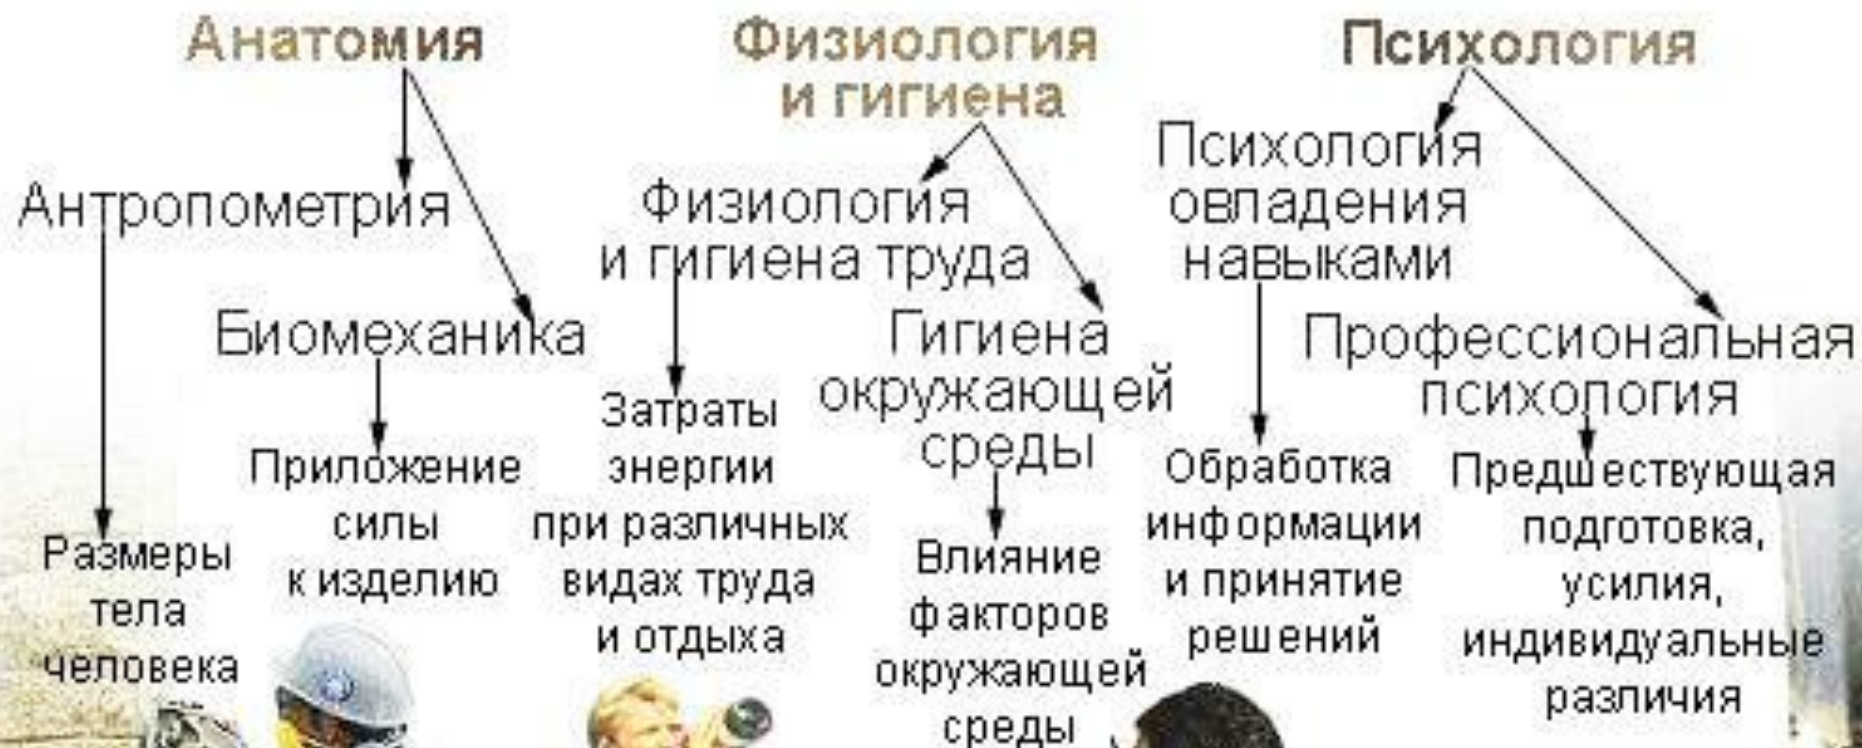 Анатомия
Антропометрия
Биомеханика
Размеры
тела
человека
Приложение
силы
к изделию
Физиология
и гигиена
Физиология
и гигиена труда
Гигиена
окружающей
среды
Затраты
энергии
при различных
видах труда
и отдыха
Влияние
факторов
окружающей
среды
Психология
Психология
овладения
навыками
Профессиональная
психология
Обработка
информации
и принятие
решений
Предшествующая
подготовка,
усилия,
индивидуальные
различия